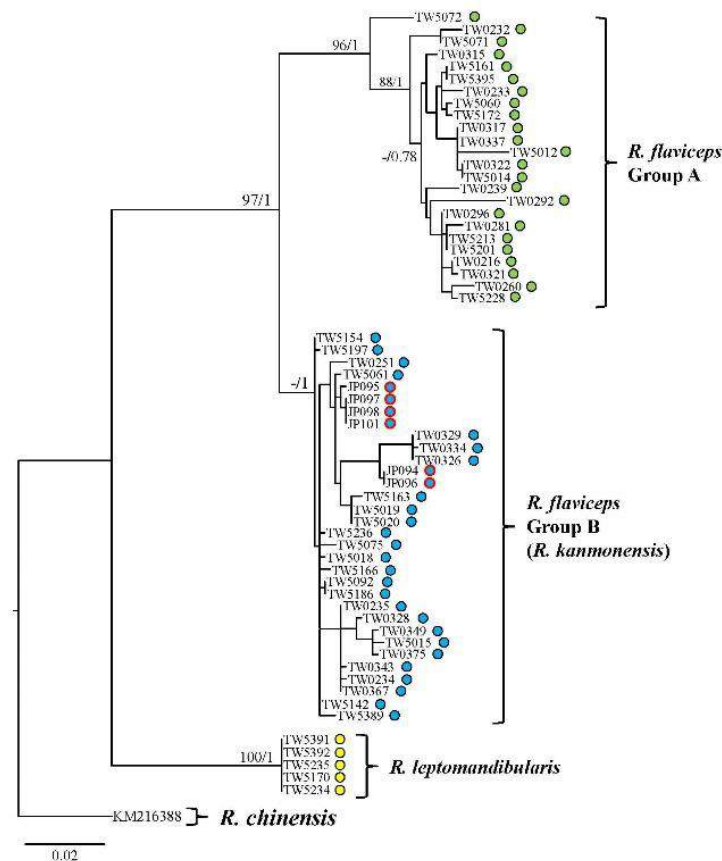 TW5072
TW0232
TW5071
96/1
TW0315
TW5161
TW5395
88/1
TW0233
TW5060
TW5172
TW0317
TW0337
TW5012
-/0.78
TW0322
TW5014
R. flaviceps
Group A
TW0239
TW0292
97/1
TW0296
TW0281
TW5213
TW5201
TW0216
TW0321
TW0260
TW5228
TW5154
TW5197
TW0251
TW5061
-/1
JP095
JP097
JP098
JP101
TW0329
TW0334
TW0326
JP094
JP096
TW5163
TW5019
TW5020
R. flaviceps
Group B
(R. kanmonensis)
TW5236
TW5075
TW5018
TW5166
TW5092
TW5186
TW0235
TW0328
TW0349
TW5015
TW0375
TW0343
TW0234
TW0367
TW5142
TW5389
TW5391
TW5392
100/1
TW5235
TW5170
TW5234
R. leptomandibularis
KM216388
R. chinensis
0.02